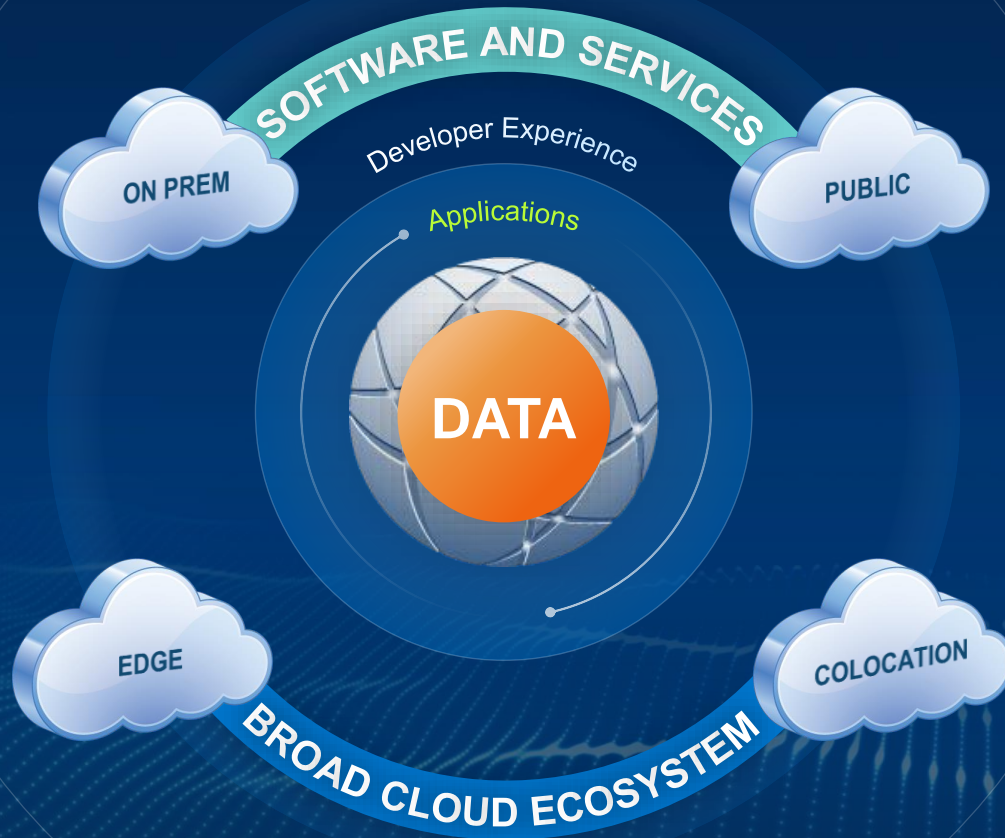 SOFTWARE AND SERVICES
Developer Experience
ON PREM
PUBLIC
Applications
DATA
EDGE
COLOCATION
BROAD CLOUD ECOSYSTEM